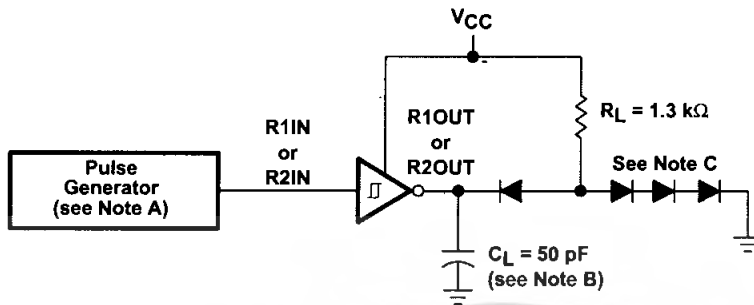 VCC
R1IN
or
R2IN
R1OUT
or
R2OUT
RL = 1.3 kΩ
Pulse
Generator
(see Note A)
See Note C
CL = 50 pF
(see Note B)